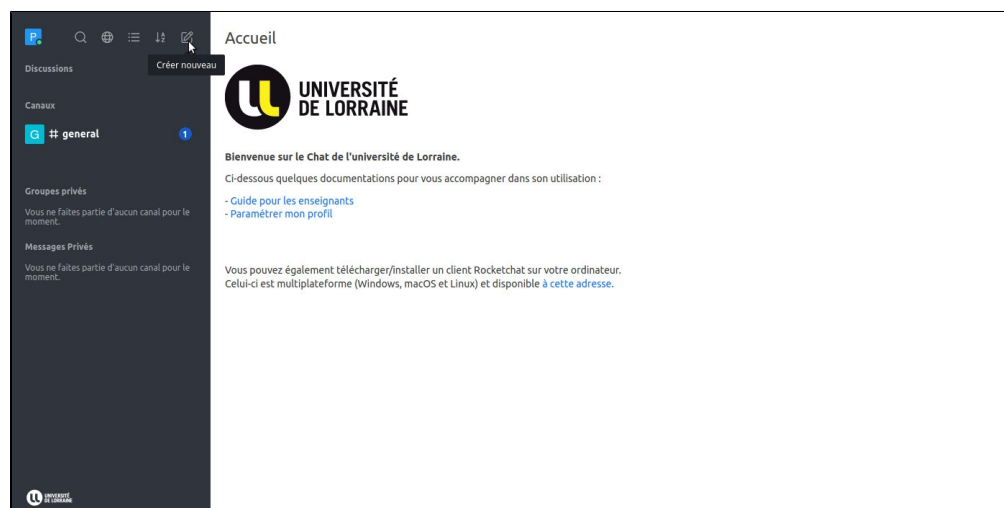 P
Créer nouveau
Discussions
Canaux
G # general 1
Groupes privés
Vous ne faites partie d'aucun canal pour le
moment.
Messages Privés
Vous ne faites partie d'aucun canal pour le
moment.
UNIVERSITÉ
DE LORRAINE
Accueil
UNIVERSITÉ
DE LORRAINE
Bienvenue sur le Chat de l'université de Lorraine.
Ci-dessous quelques documentations pour vous accompagner dans son utilisation :
- Guide pour les enseignants
- Paramétrer mon profil
Vous pouvez également télécharger/installer un client Rocketchat sur votre ordinateur.
Celui-ci est multiplateforme (Windows, macOS et Linux) et disponible à cette adresse.